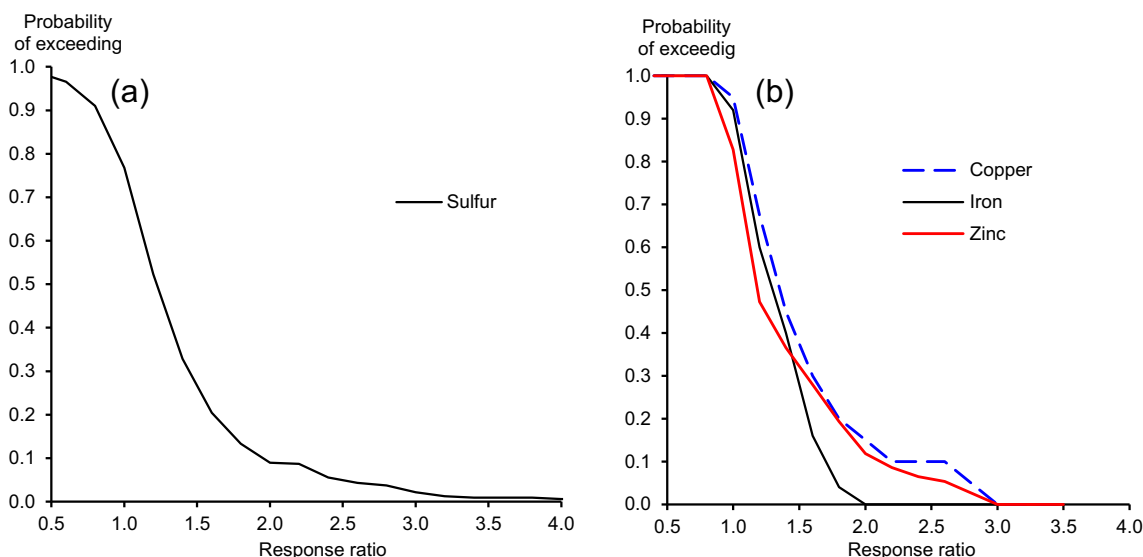 Probability
of exceeding
1.0
0.9
0.8
0.7
0.6
0.5
0.4
0.3
0.2
0.1
0.0
(a)
Sulfur
0.5 1.0 1.5 2.0 2.5 3.0 3.5 4.0
Response ratio
Probability
of exceedig
1.0
0.9
0.8
0.7
0.6
0.5
0.4
0.3
0.2
0.1
0.0
(b)
Copper
Iron
Zinc
0.5 1.0 1.5 2.0 2.5 3.0 3.5 4.0
Response ratio